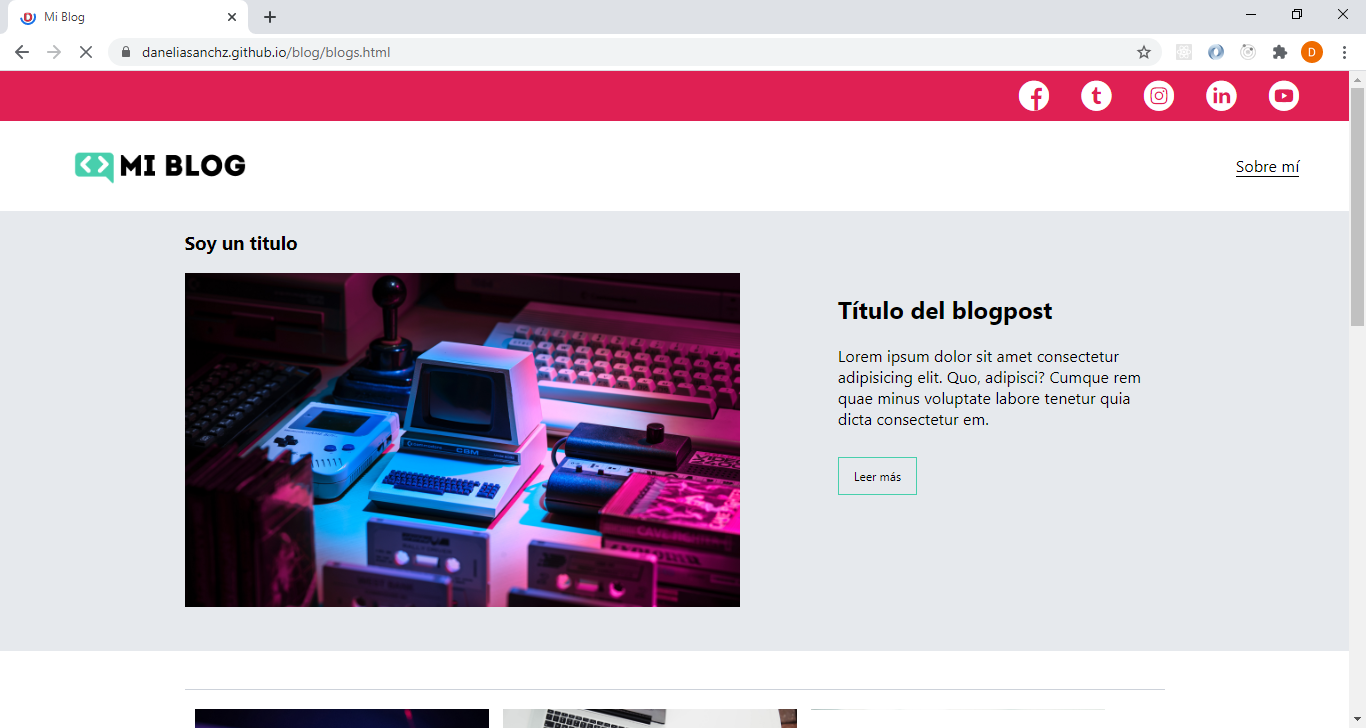 Mi Blog
daneliasanchz.github.io/blog/blogs.html
D
MI BLOG
Sobre mí
Soy un titulo
Título del blogpost
Lorem ipsum dolor sit amet consectetur
adipisicing elit. Quo, adipisci? Cumque rem
quae minus voluptate labore tenetur quia
dicta consectetur em.
Leer más
CBM